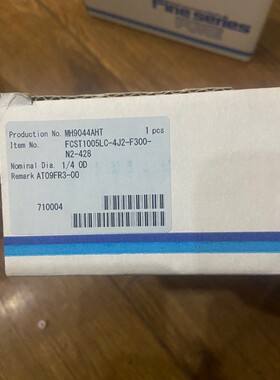 Fine series
Production No. MH9044AHT 1 pcs
Item No. FCST1005LC-4J2-F300-
N2-428
Nominal Dia. 1/4 OD
Remark AT09FR3-00
710004